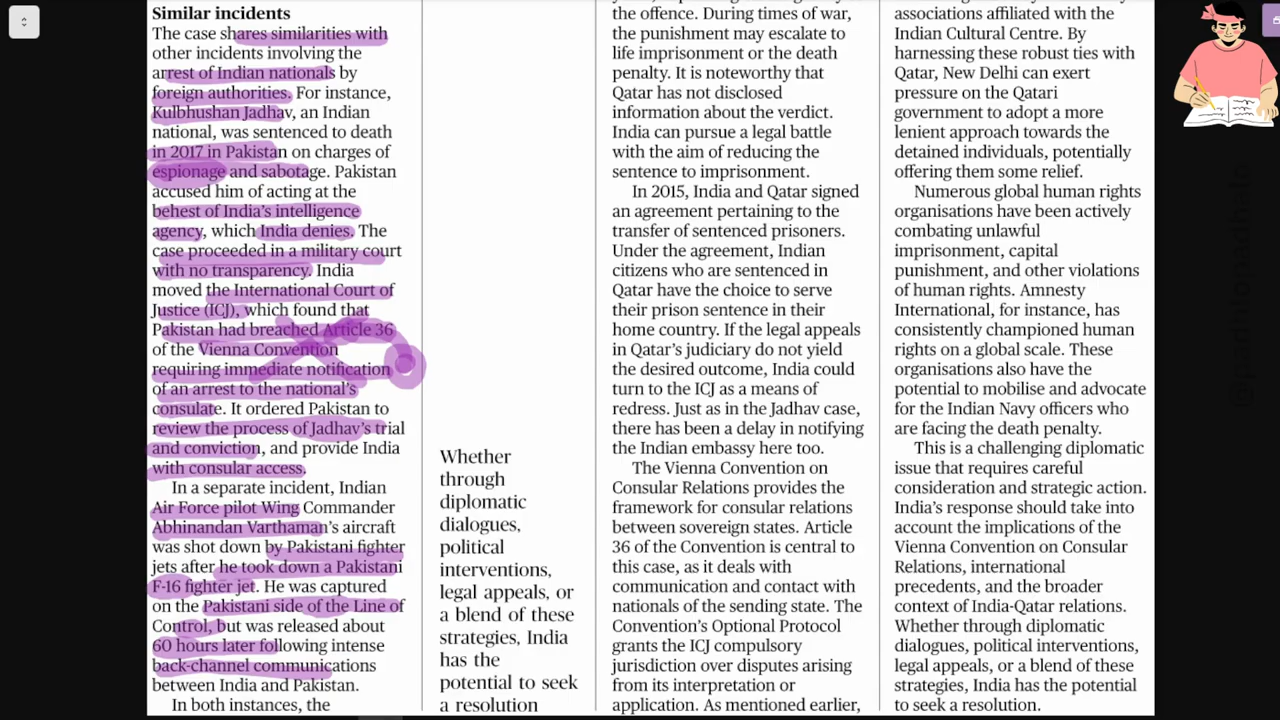 Similar incidents
The case shares similarities with
other incidents involving the
arrest of Indian nationals by
foreign authorities. For instance,
Kulbhushan Jadhav, an Indian
national, was sentenced to death
in 2017 in Pakistan on charges of
espionage and sabotage. Pakistan
accused him of acting at the
behest of India's intelligence
agency, which India denies. The
case proceeded in a military court
with no transparency. India
moved the International Court of
Justice (ICJ), which found that
Pakistan had breached Article 36
of the Vienna Convention
requiring immediate notification
of an arrest to the national's
consulate. It ordered Pakistan to
review the process of Jadhav's trial
and conviction, and provide India
with consular access.
In a separate incident, Indian
Air Force pilot Wing Commander
Abhinandan Varthaman's aircraft
was shot down by Pakistani fighter
jets after he took down a Pakistani
F-16 fighter jet. He was captured
on the Pakistani side of the Line of
Control, but was released about
60 hours later following intense
back-channel communications
between India and Pakistan.
In both instances, the
Whether
through
diplomatic
dialogues,
political
interventions,
legal appeals, or
a blend of these
strategies, India
has the
potential to seek
a resolution
the offence. During times of war,
the punishment may escalate to
life imprisonment or the death
penalty. It is noteworthy that
Qatar has not disclosed
information about the verdict.
India can pursue a legal battle
with the aim of reducing the
sentence to imprisonment.
In 2015, India and Qatar signed
an agreement pertaining to the
transfer of sentenced prisoners.
Under the agreement, Indian
citizens who are sentenced in
Qatar have the choice to serve
their prison sentence in their
home country. If the legal appeals
in Qatar's judiciary do not yield
the desired outcome, India could
turn to the ICJ as a means of
redress. Just as in the Jadhav case,
there has been a delay in notifying
the Indian embassy here too.
The Vienna Convention on
Consular Relations provides the
framework for consular relations
between sovereign states. Article
36 of the Convention is central to
this case, as it deals with
communication and contact with
nationals of the sending state. The
Convention's Optional Protocol
grants the ICJ compulsory
jurisdiction over disputes arising
from its interpretation or
application. As mentioned earlier,
associations affiliated with the
Indian Cultural Centre. By
harnessing these robust ties with
Qatar, New Delhi can exert
pressure on the Qatari
government to adopt a more
lenient approach towards the
detained individuals, potentially
offering them some relief.
Numerous global human rights
organisations have been actively
combating unlawful
imprisonment, capital
punishment, and other violations
of human rights. Amnesty
International, for instance, has
consistently championed human
rights on a global scale. These
organisations also have the
potential to mobilise and advocate
for the Indian Navy officers who
are facing the death penalty.
This is a challenging diplomatic
issue that requires careful
consideration and strategic action.
India's response should take into
account the implications of the
Vienna Convention on Consular
Relations, international
precedents, and the broader
context of India-Qatar relations.
Whether through diplomatic
dialogues, political interventions,
legal appeals, or a blend of these
strategies, India has the potential
to seek a resolution.